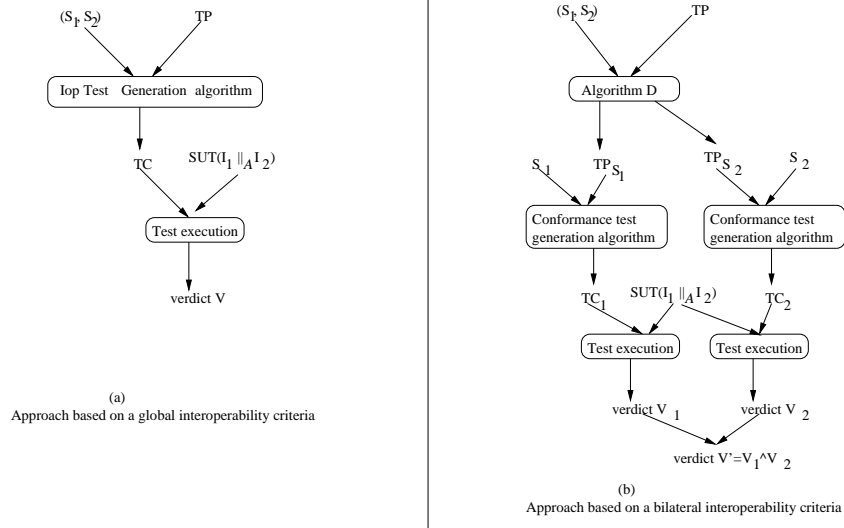 (S1, S2) TP
Iop Test Generation algorithm
TC SUT(I1 ||A I2)
Test execution
verdict V
(a)
Approach based on a global interoperability criteria
(S1, S2) TP
Algorithm D
S1 TPS1 TPS2 S2
Conformance test
generation algorithm
Conformance test
generation algorithm
TC1 SUT(I1 ||A I2) TC2
Test execution Test execution
verdict V1 verdict V2
verdict V'=V1^V2
(b)
Approach based on a bilateral interoperability criteria